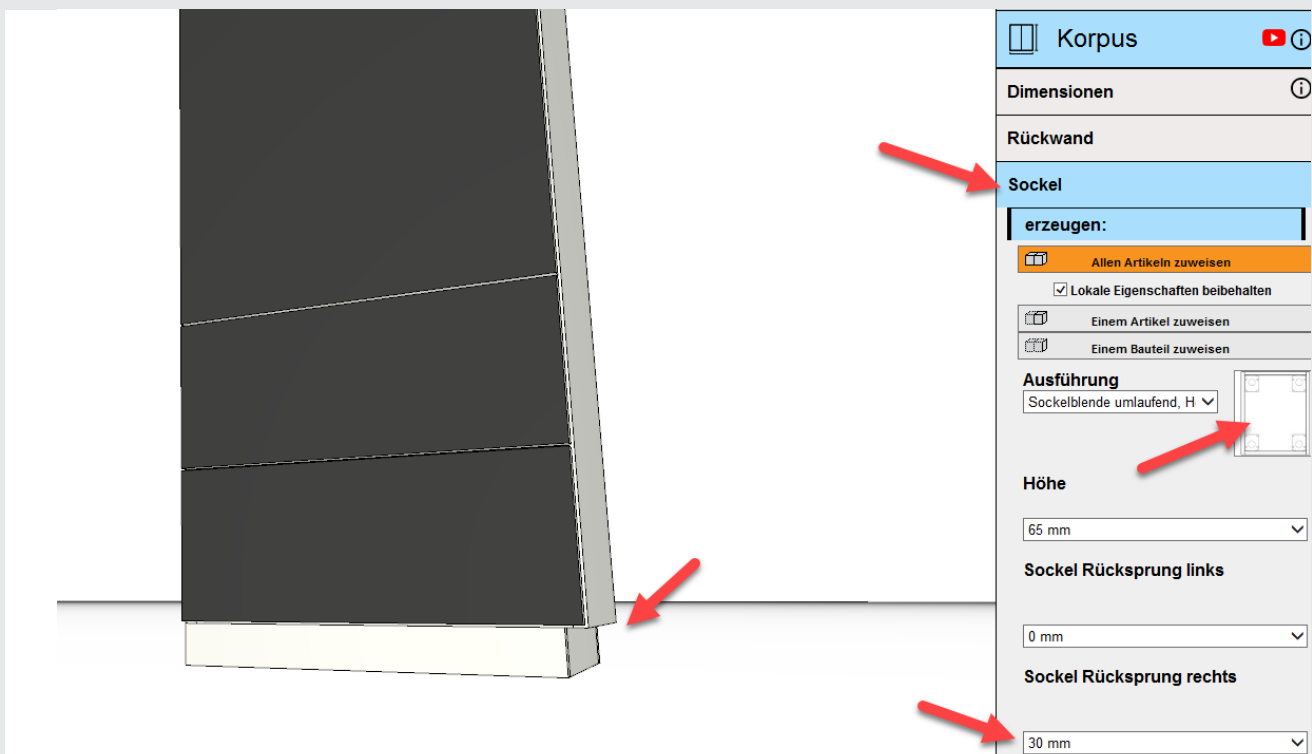 Korpus
Dimensionen
Rückwand
Sockel
erzeugen:
Allen Artikeln zuweisen
Lokale Eigenschaften beibehalten
Einem Artikel zuweisen
Einem Bauteil zuweisen
Ausführung
Sockelblende umlaufend, H
Höhe
65 mm
Sockel Rücksprung links
0 mm
Sockel Rücksprung rechts
30 mm